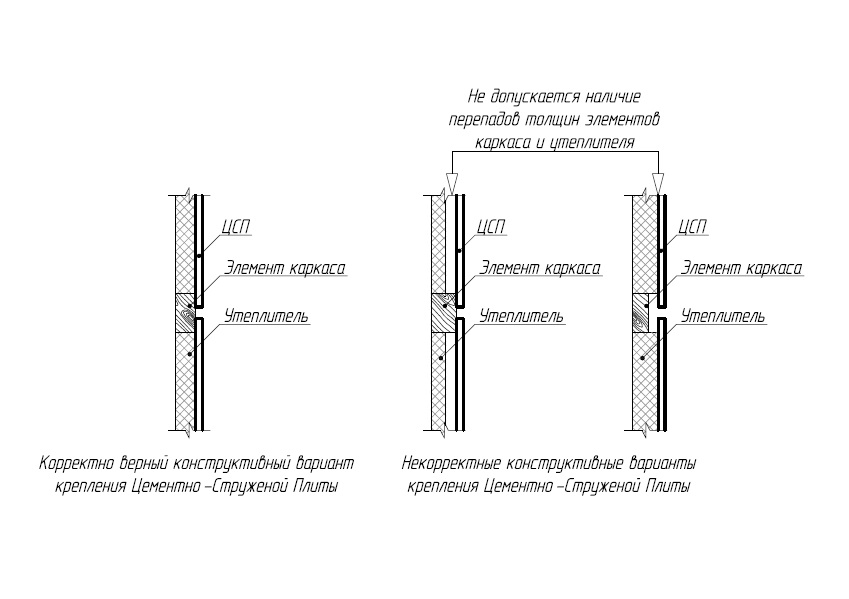 Не допускается наличие
перепадов толщин элементов
каркаса и утеплителя
ЦСП
Элемент каркаса
Утеплитель
ЦСП
Элемент каркаса
Утеплитель
ЦСП
Элемент каркаса
Утеплитель
Корректно верный конструктивный вариант
крепления Цементно –Струженой Плиты
Некорректные конструктивные варианты
крепления Цементно –Струженой Плиты